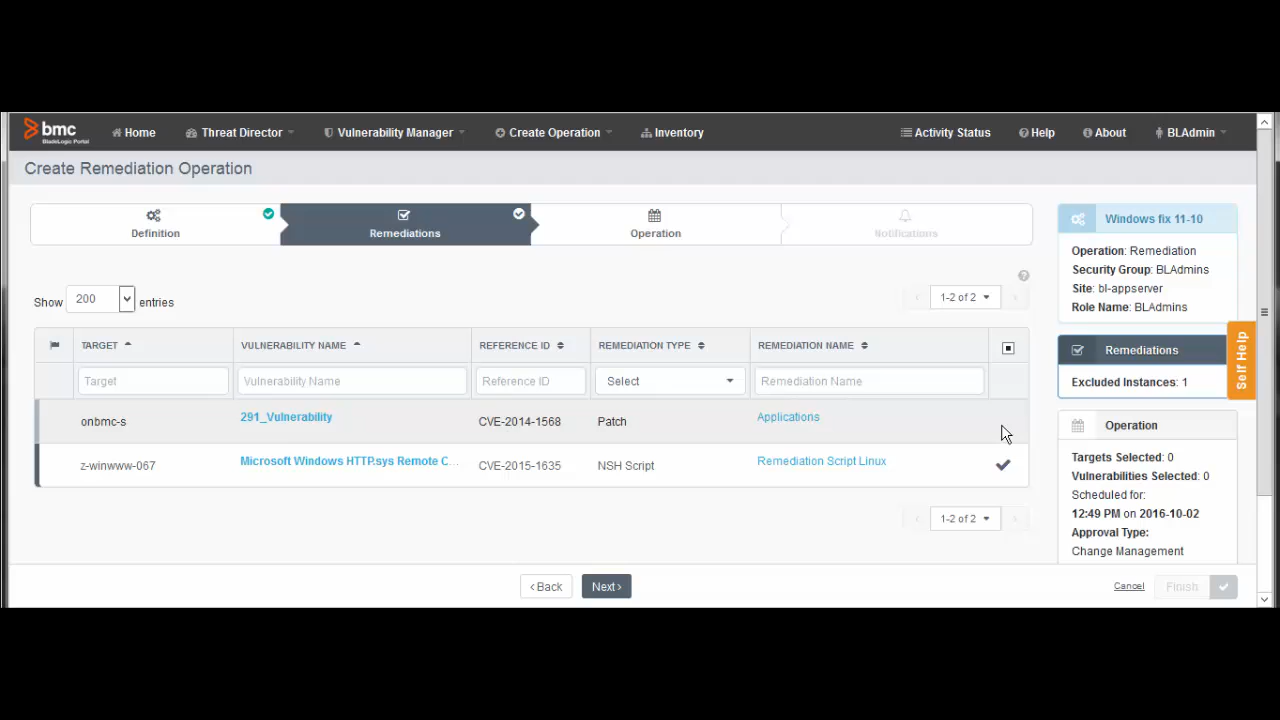 bmc
BladeLogic Portal
Home
Threat Director
Vulnerability Manager
Create Operation
Inventory
Activity Status
Help
About
BLAdmin
Create Remediation Operation
Definition
Remediations
Operation
Notifications
Show 200 entries
1-2 of 2
TARGET
VULNERABILITY NAME
REFERENCE ID
REMEDIATION TYPE
REMEDIATION NAME
Target
Vulnerability Name
Reference ID
Select
Remediation Name
onbmc-s
291_Vulnerability
CVE-2014-1568
Patch
Applications
z-winwww-067
Microsoft Windows HTTP.sys Remote C...
CVE-2015-1635
NSH Script
Remediation Script Linux
1-2 of 2
‹ Back
Next ›
Windows fix 11-10
Operation: Remediation
Security Group: BLAdmins
Site: bl-appserver
Role Name: BLAdmins
Remediations
Excluded Instances: 1
Operation
Targets Selected: 0
Vulnerabilities Selected: 0
Scheduled for:
12:49 PM on 2016-10-02
Approval Type:
Change Management
Cancel
Finish
Self Help